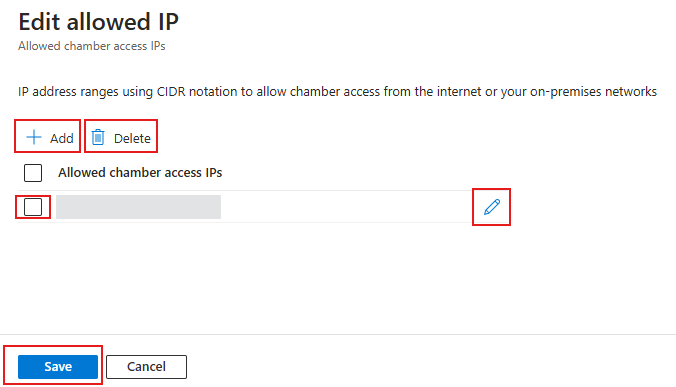 Edit allowed IP
Allowed chamber access IPs
IP address ranges using CIDR notation to allow chamber access from the internet or your on-premises networks
Add Delete
Allowed chamber access IPs
Save Cancel